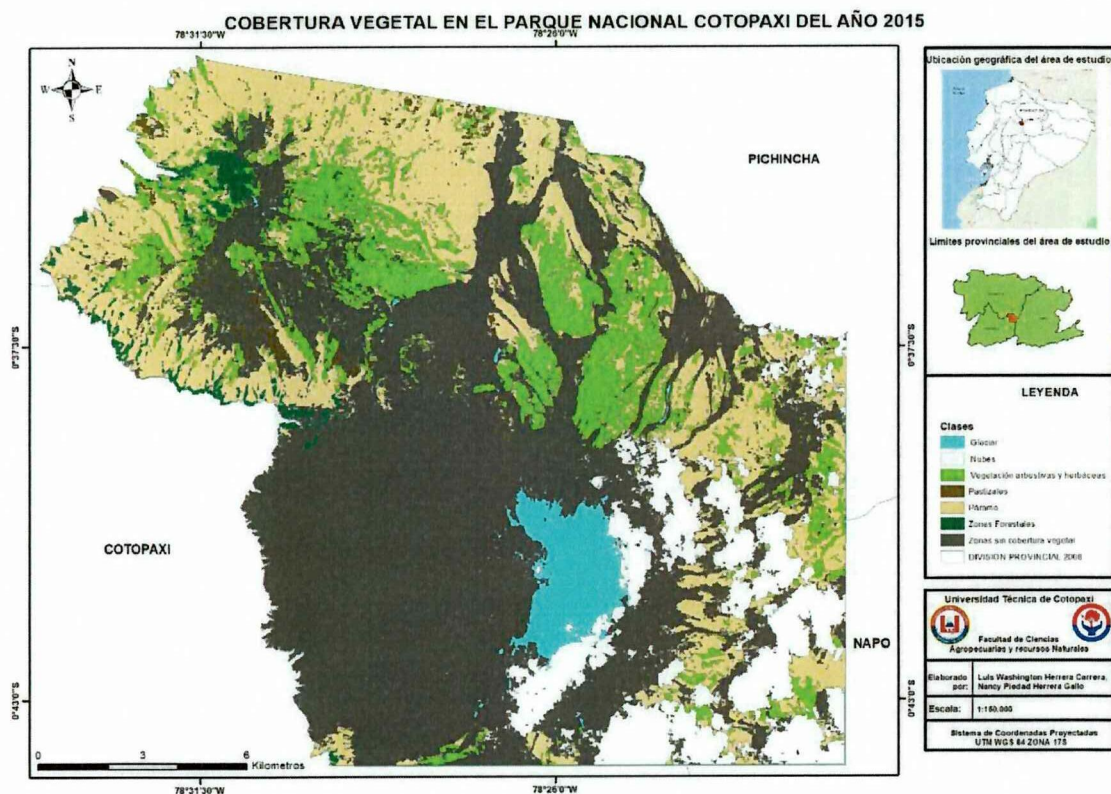 COBERTURA VEGETAL EN EL PARQUE NACIONAL COTOPAXI DEL AÑO 2015
78°31'30"W
78°26'0"W
N
W
E
S
PICHINCHA
COTOPAXI
NAPO
0°37'30"S
0°37'30"S
0°43'0"S
0°43'0"S
0
3
6
Kilometros
78°31'30"W
78°26'0"W
Ubicación geográfica del área de estudio
Limites provinciales del área de estudio
LEYENDA
Clases
Glaciar
Nubes
Vegetación arbustivas y herbáceas
Pastizales
Páramo
Zonas Forestales
Zonas sin cobertura vegetal
DIVISION PROVINCIAL 2008
Universidad Técnica de Cotopaxi
Facultad de Ciencias
Agropecuarias y recursos Naturales
Elaborado por:
Luis Washington Herrera Carrera,
Nancy Piedad Herrera Gallo
Escala:
Sistema de Coordenadas Proyectadas
UTM WGS 84 ZONA 17S